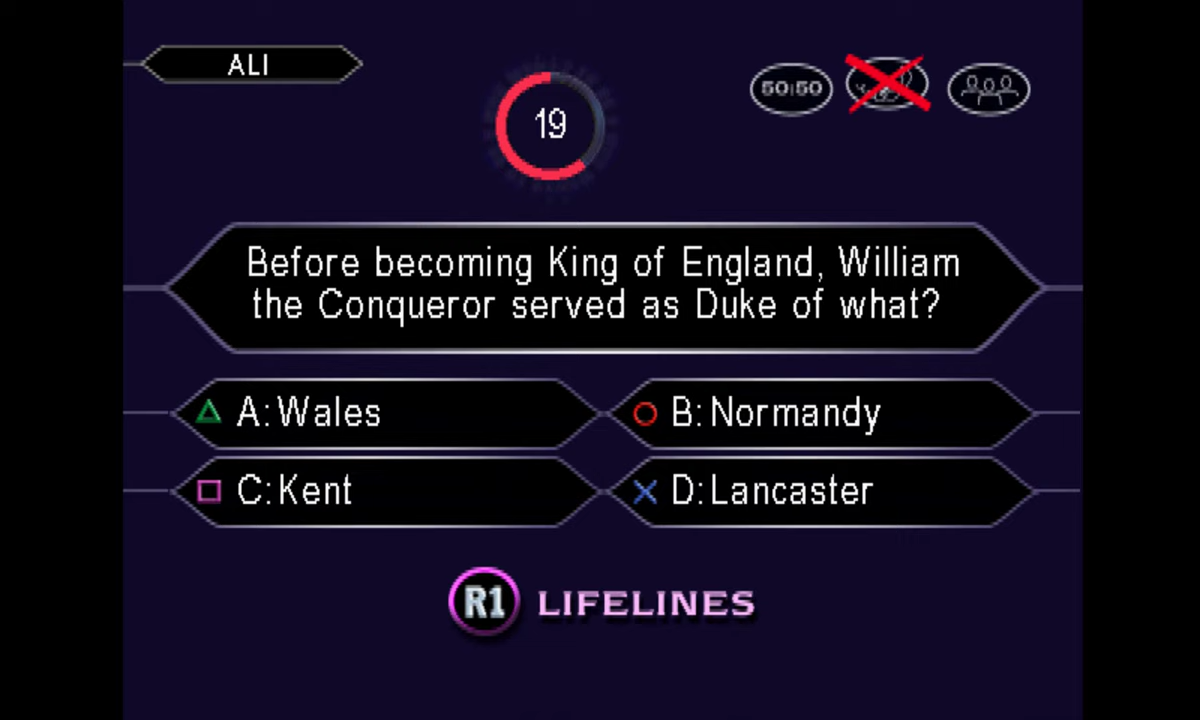 ALI
19
50:50
Before becoming King of England, William
the Conqueror served as Duke of what?
A: Wales
B: Normandy
C: Kent
D: Lancaster
R1 LIFELINES